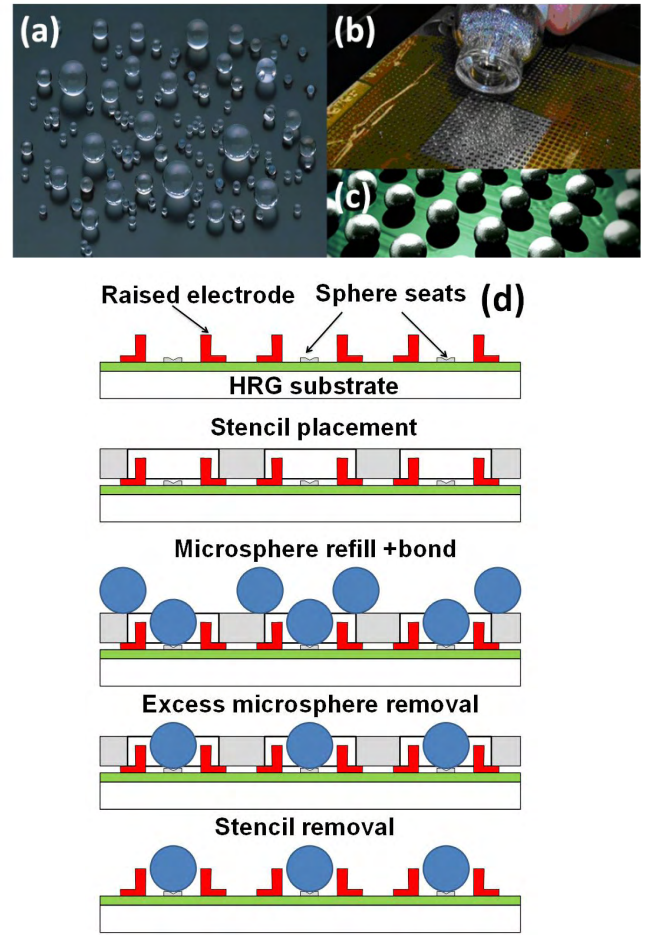 (a)
(b)
(c)
(d)
Raised electrode
Sphere seats
HRG substrate
Stencil placement
Microsphere refill +bond
Excess microsphere removal
Stencil removal